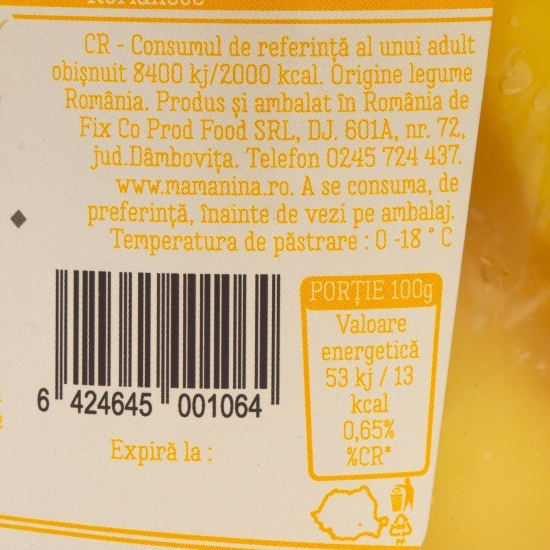 Românesc
CR - Consumul de referință al unui adult
obișnuit 8400 kj/2000 kcal. Origine legume
România. Produs și ambalat în România de
Fix Co Prod Food SRL, DJ. 601A, nr. 72,
jud.Dâmbovița. Telefon 0245 724 437.
www.mamanina.ro. A se consuma, de
preferință, înainte de vezi pe ambalaj.
Temperatura de păstrare : 0 -18 ° C
PORȚIE 100g
Valoare
energetică
53 kj / 13
kcal
0,65%
%CR*
6 424645 001064
Expiră la :
PP